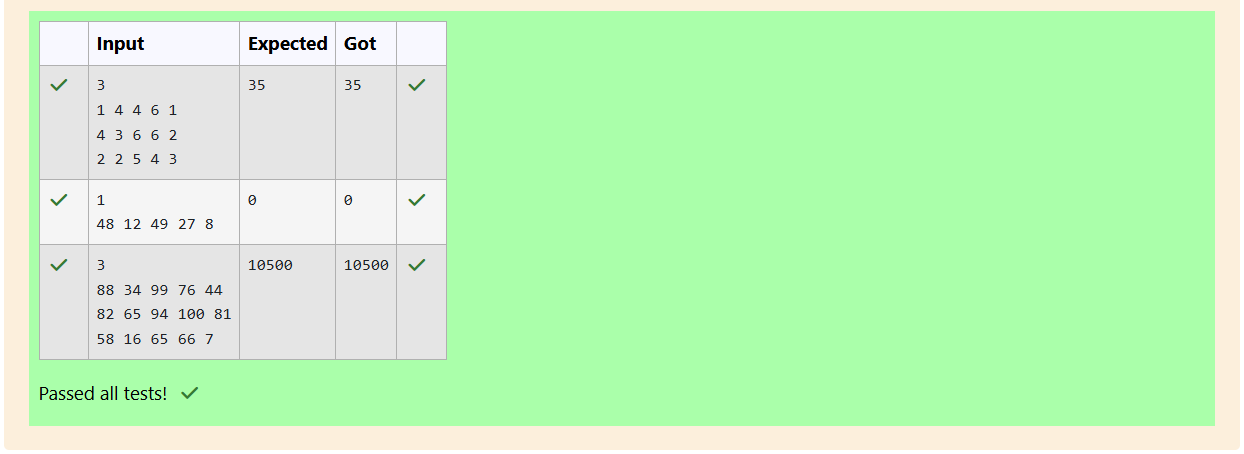 Input Expected Got
3 35 35
1 4 4 6 1
4 3 6 6 2
2 2 5 4 3
1 0 0
48 12 49 27 8
3 10500 10500
88 34 99 76 44
82 65 94 100 81
58 16 65 66 7
Passed all tests!